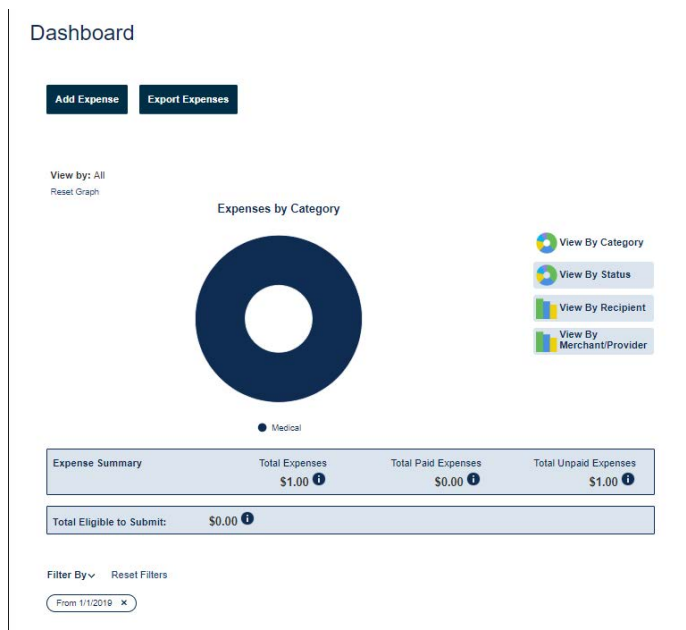 Dashboard
Add Expense Export Expenses
View by: All
Reset Graph
Expenses by Category
View By Category
View By Status
View By Recipient
View By
Merchant/Provider
Medical
Expense Summary Total Expenses Total Paid Expenses Total Unpaid Expenses
$1.00 i $0.00 i $1.00 i
Total Eligible to Submit: $0.00 i
Filter By Reset Filters
From 1/1/2019 ×